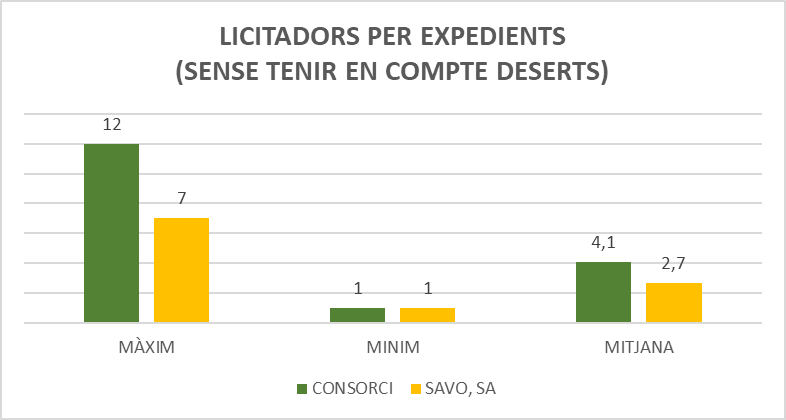 LICITADORS PER EXPEDIENTS
(SENSE TENIR EN COMPTE DESERTS)
12
7
1
1
4,1
2,7
MÀXIM
MINIM
MITJANA
CONSORCI
SAVO, SA